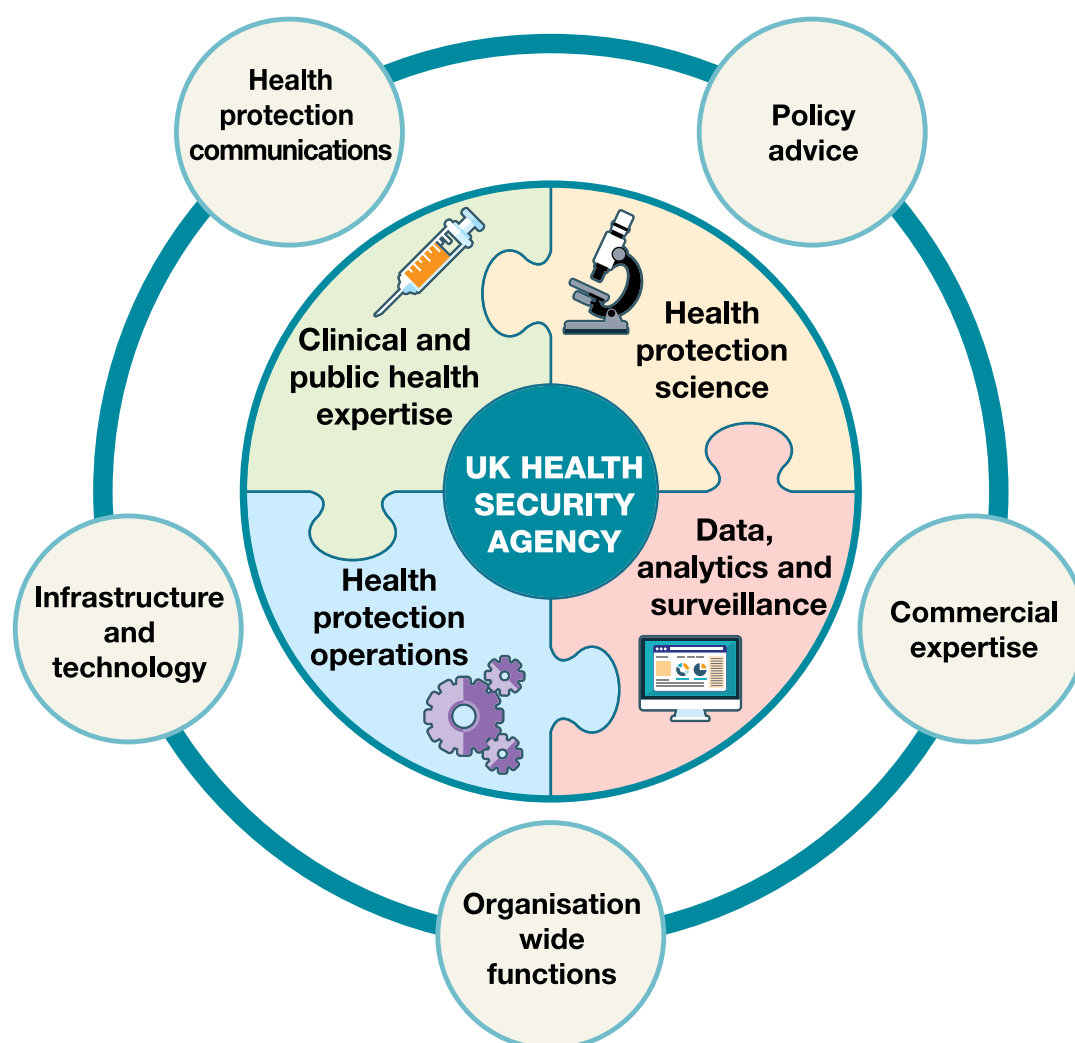 Health
protection
communications
Policy
advice
Clinical and
public health
expertise
Health
protection
science
UK HEALTH
SECURITY
AGENCY
Health
protection
operations
Data,
analytics and
surveillance
Infrastructure
and
technology
Commercial
expertise
Organisation
wide
functions